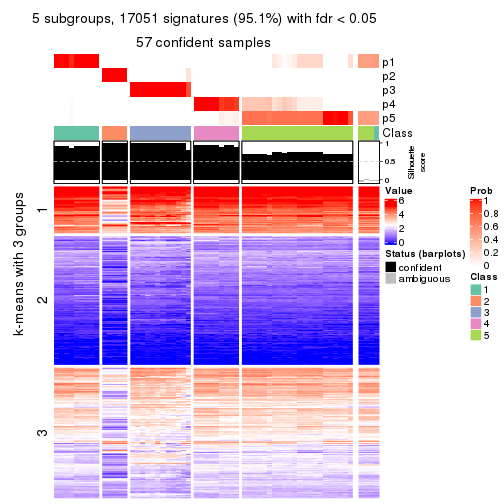 5 subgroups, 17051 signatures (95.1%) with fdr < 0.05
57 confident samples
p1
p2
p3
p4
p5
Class
1
0.5
0
Silhouette
score
k-means with 3 groups
1
2
3
Value
6
4
2
0
Status (barplots)
confident
ambiguous
Prob
1
0.8
0.6
0.4
0.2
0
Class
1
2
3
4
5